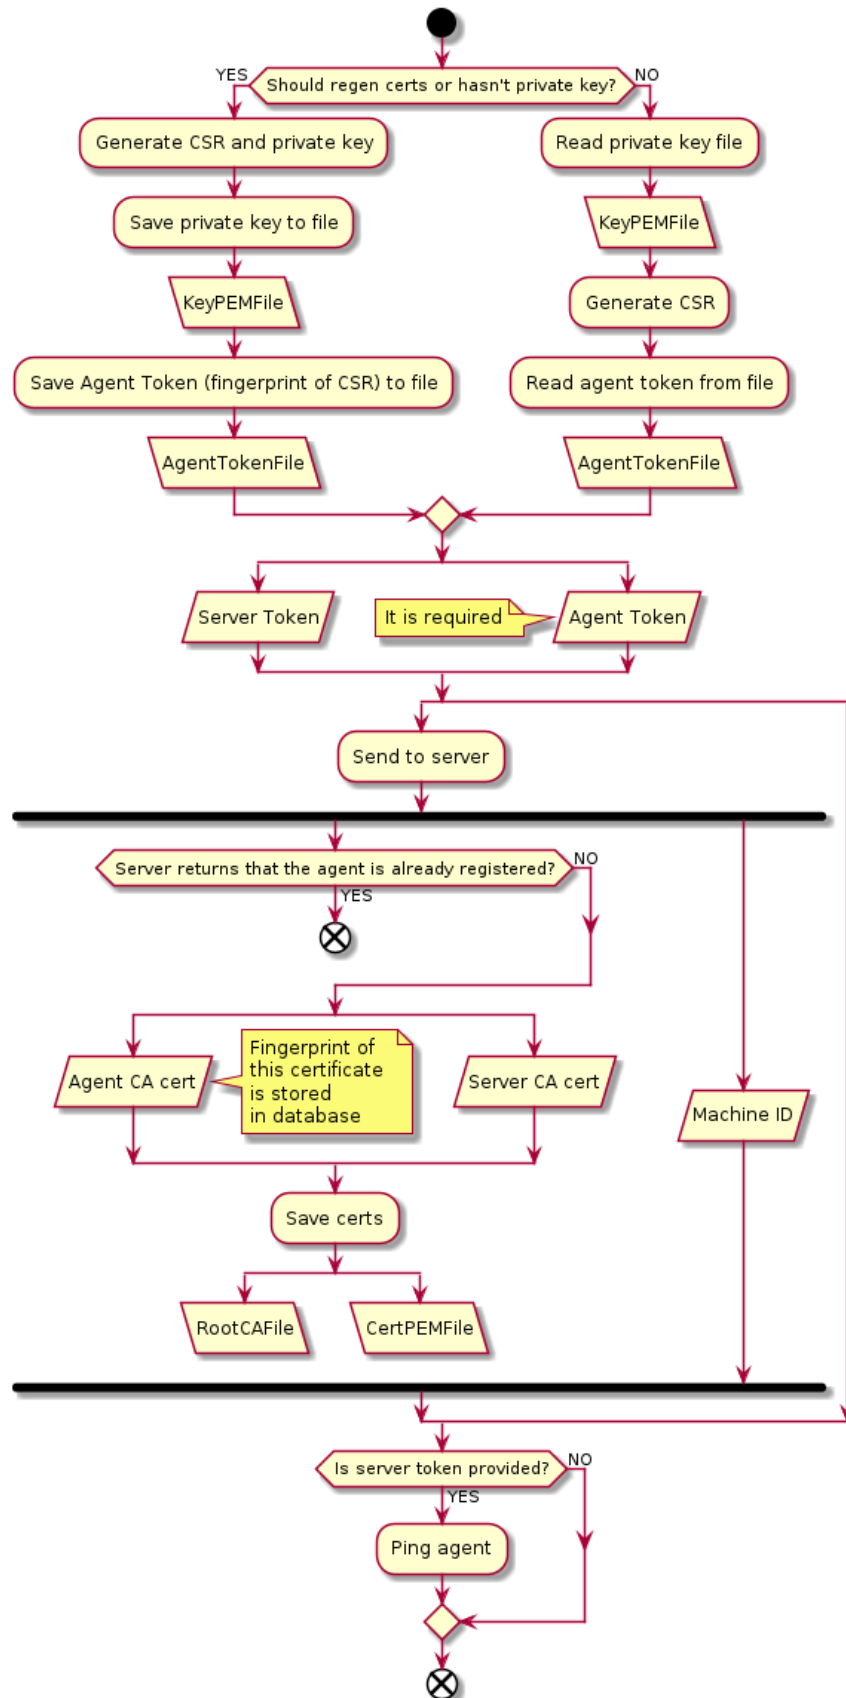 YES
Should regen certs or hasn't private key?
NO
Generate CSR and private key
Read private key file
Save private key to file
KeyPEMFile
KeyPEMFile
Generate CSR
Save Agent Token (fingerprint of CSR) to file
Read agent token from file
AgentTokenFile
AgentTokenFile
Server Token
It is required
Agent Token
Send to server
Server returns that the agent is already registered?
NO
YES
Agent CA cert
Fingerprint of
this certificate
is stored
in database
Server CA cert
Machine ID
Save certs
RootCAFile
CertPEMFile
Is server token provided?
NO
YES
Ping agent